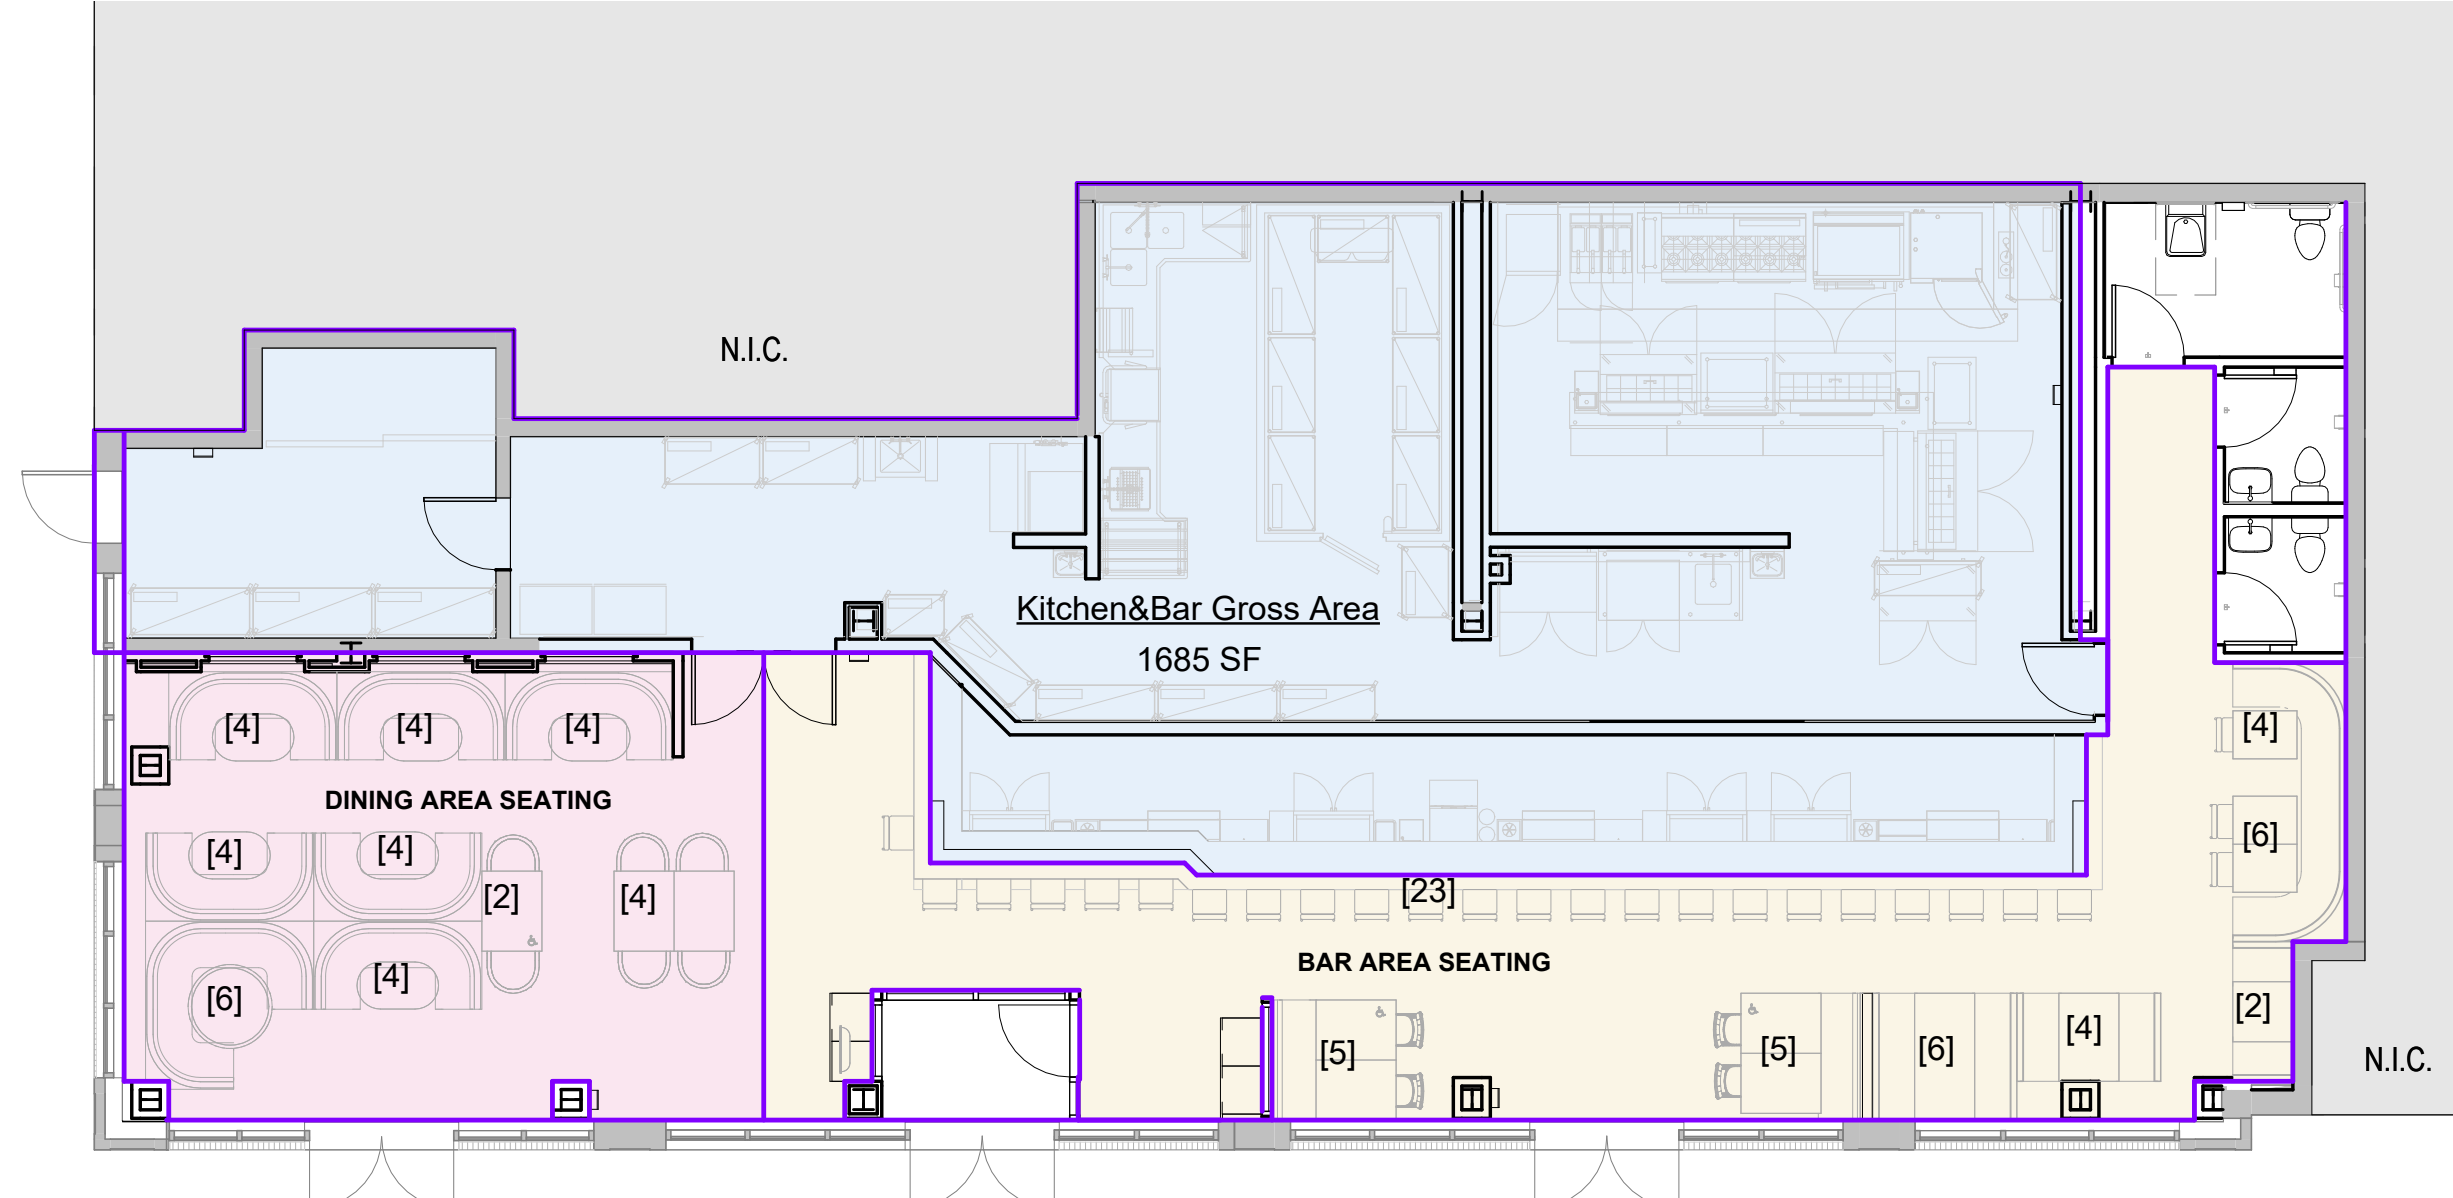 N.I.C.
Kitchen&Bar Gross Area
1685 SF
[4]
[4]
[4]
DINING AREA SEATING
[4]
[4]
[2]
[4]
[6]
[4]
[23]
BAR AREA SEATING
[4]
[6]
[2]
[5]
[5]
[6]
[4]
N.I.C.